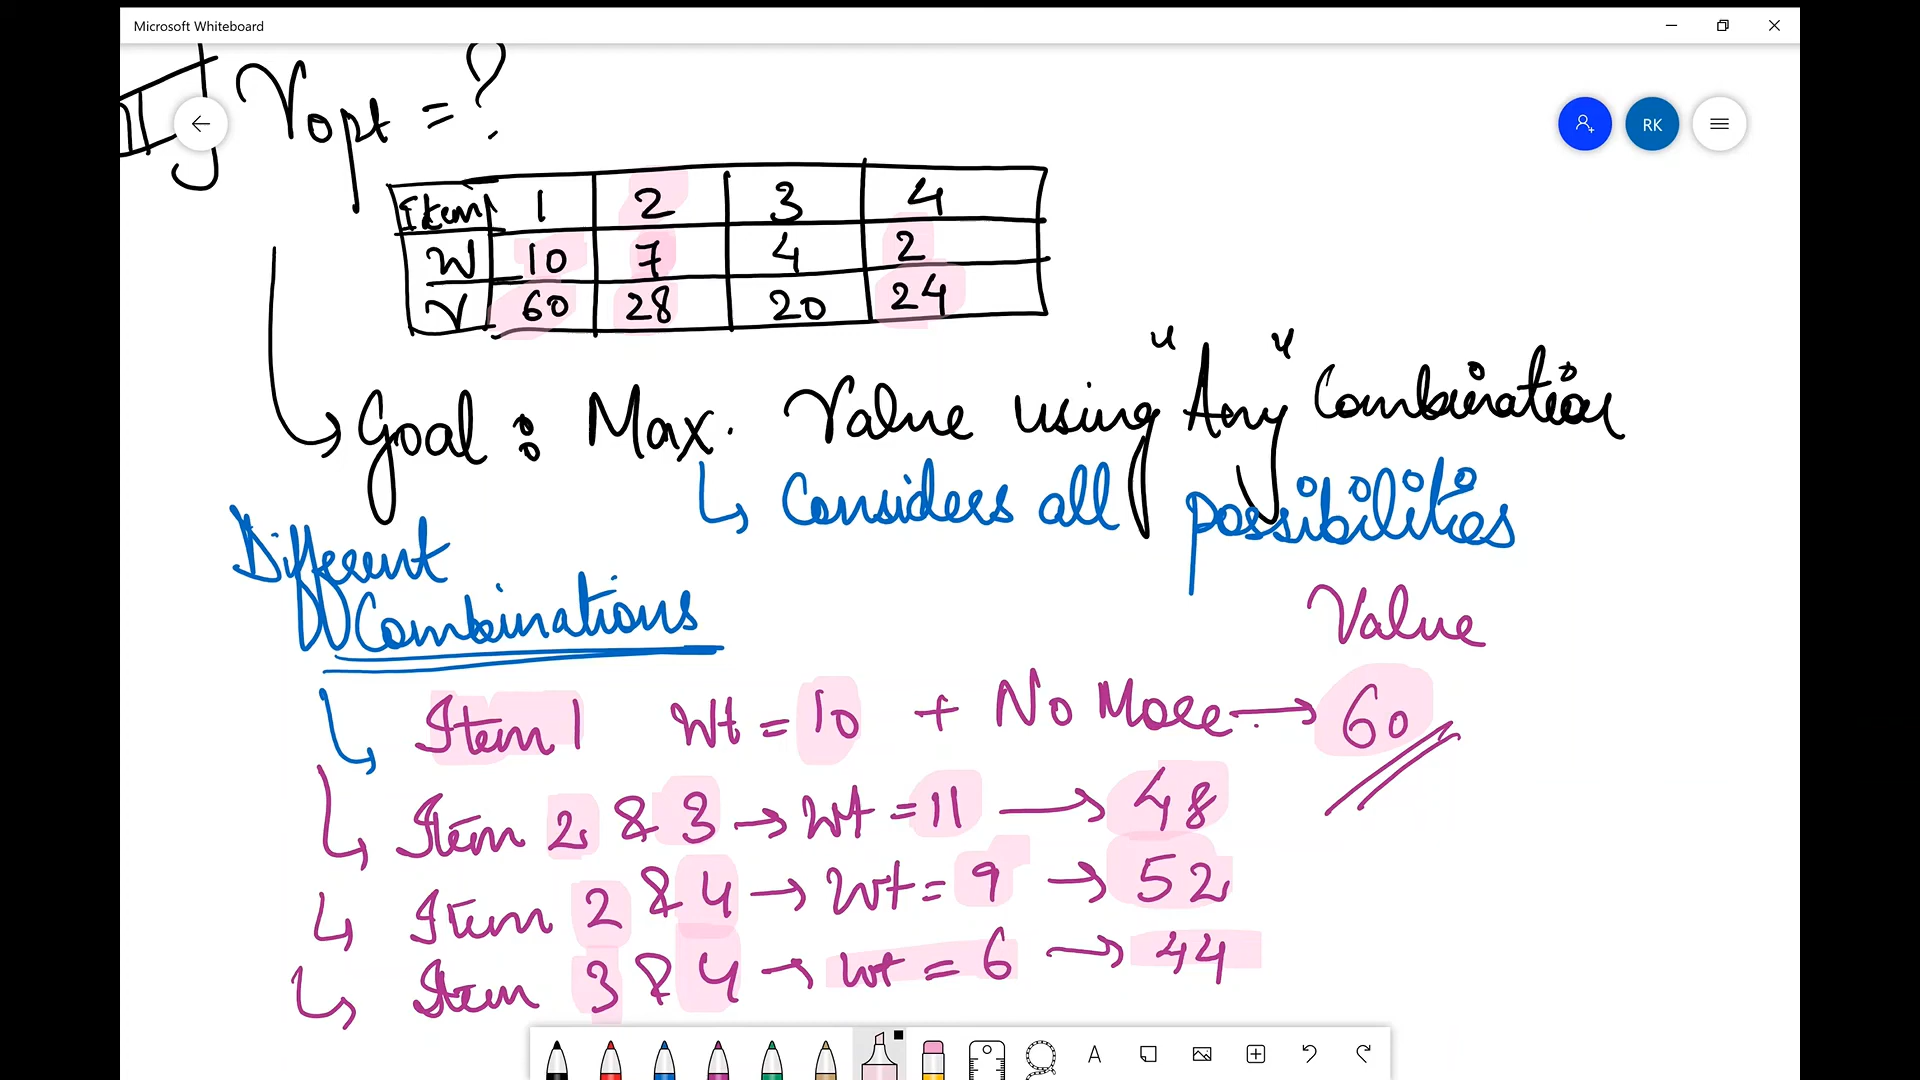 Microsoft Whiteboard
Vopt = ?
RK
Item 1 2 3 4
W 10 7 4 2
V 60 28 20 24
Goal : Max. Value using "Any" Combination
Considers all possibilities
Different
Combinations
Value
Item 1 Wt = 10 + No More. → 60
Item 2 & 3 → Wt = 11 → 48
Item 2 & 4 → Wt = 9 → 52
Item 3 & 4 → wt = 6 → 44
A